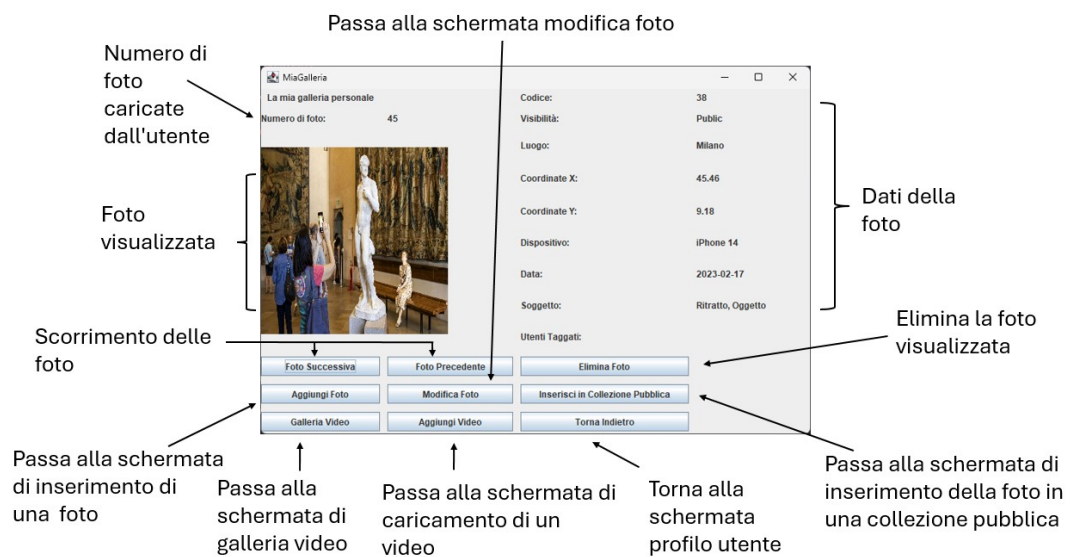 Passa alla schermata modifica foto
Numero di
foto
caricate
dall'utente
MiaGalleria
La mia galleria personale
Numero di foto: 45
Codice: 38
Visibilità: Public
Luogo: Milano
Coordinate X: 45.46
Coordinate Y: 9.18
Dispositivo: iPhone 14
Data: 2023-02-17
Soggetto: Ritratto, Oggetto
Utenti Taggati:
Foto
visualizzata
Dati della
foto
Scorrimento delle
foto
Elimina la foto
visualizzata
Foto Successiva Foto Precedente Elimina Foto
Aggiungi Foto Modifica Foto Inserisci in Collezione Pubblica
Galleria Video Aggiungi Video Torna Indietro
Passa alla schermata
di inserimento di
una foto
Passa alla
schermata di
galleria video
Passa alla schermata di
caricamento di un
video
Torna alla
schermata
profilo utente
Passa alla schermata di
inserimento della foto in
una collezione pubblica